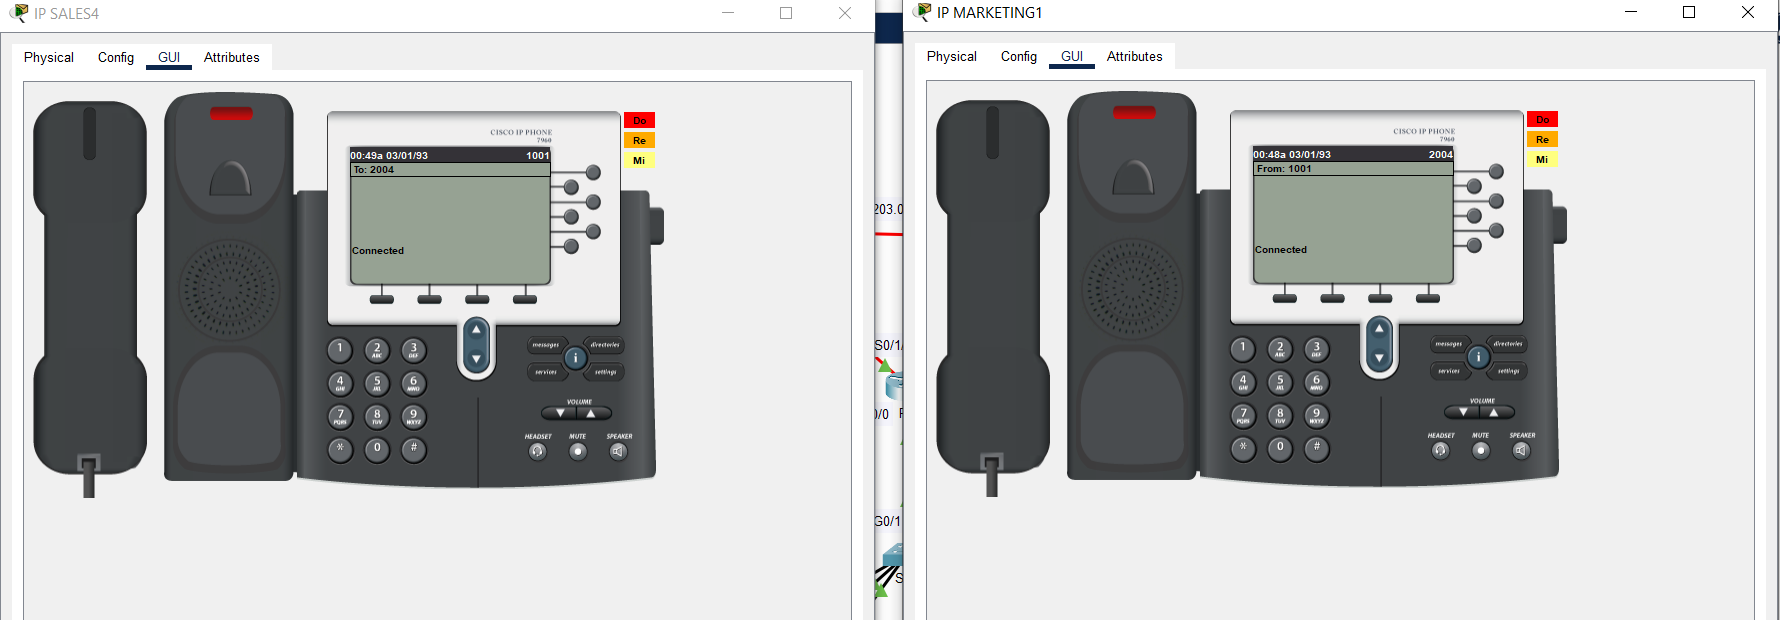 IP SALES4
Physical Config GUI Attributes
CISCO IP PHONE
7960
Do
Re
Mi
00:49a 03/01/93 1001
To: 2004
Connected
1 2 ABC 3 DEF
4 GHI 5 JKL 6 MNO
7 PQRS 8 TUV 9 WXYZ
* 0 #
messages directories
i
services settings
VOLUME
HEADSET MUTE SPEAKER
203.0
S0/1/
0/0
G0/1
S
IP MARKETING1
Physical Config GUI Attributes
CISCO IP PHONE
7960
Do
Re
Mi
00:48a 03/01/93 2004
From: 1001
Connected
1 2 ABC 3 DEF
4 GHI 5 JKL 6 MNO
7 PQRS 8 TUV 9 WXYZ
* 0 #
messages directories
i
services settings
VOLUME
HEADSET MUTE SPEAKER